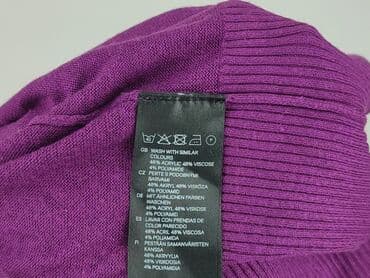 GB WASH WITH SIMILAR
COLOURS
48% ACRYLIC 48% VISCOSE
4% POLYAMIDE
CZ PERTE S PODOBNÝMI
BARVAMI
48% AKRYL 48% VISKÓZA
4% POLYAMID
DE MIT ÄHNLICHEN FARBEN
WASCHEN
48% ACRYL 48% VISKOSE
4% POLYAMID
ES LAVAR CON PRENDAS DE
COLOR PARECIDO
48% ACRÍL. 48% VISCOSA
4% POLIAMIDA
FI PESTÄÄN SAMANVÄRISTEN
KANSSA
48% AKRYYLIA
48% VISKOOSIA
4% POLYAMIDIA